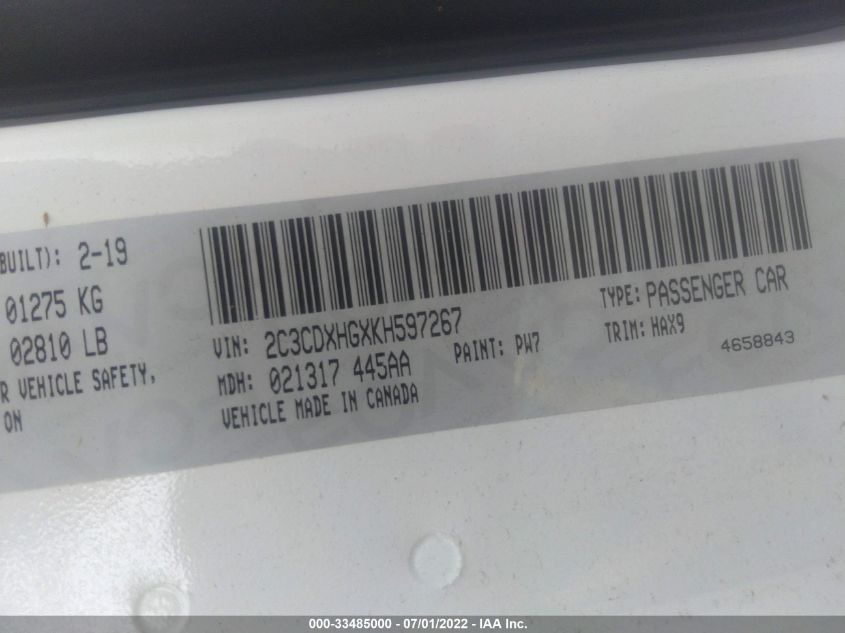 BUILT): 2-19
01275 KG
02810 LB
R VEHICLE SAFETY,
ON
VIN: 2C3CDXHGXKH597267
TYPE: PASSENGER CAR
MDH: 021317 445AA
PAINT: PW7
TRIM: HAX9
4658843
VEHICLE MADE IN CANADA
000-33485000 - 07/01/2022 - IAA Inc.